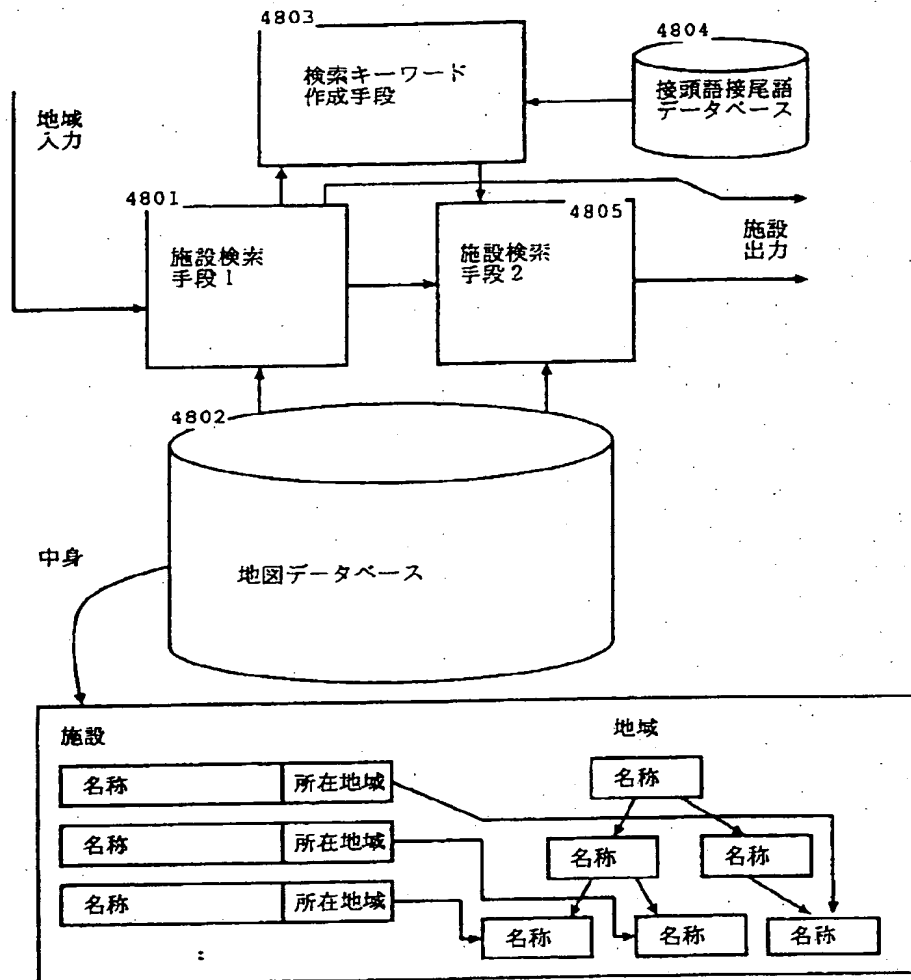 4803
検索キーワード
作成手段
4804
接頭語接尾語
データベース
地域
入力
4801
施設検索
手段1
4805
施設検索
手段2
施設
出力
4802
地図データベース
中身
施設
地域
名称
名称 所在地域
名称 所在地域
名称
名称
名称 所在地域
名称
名称
名称
: